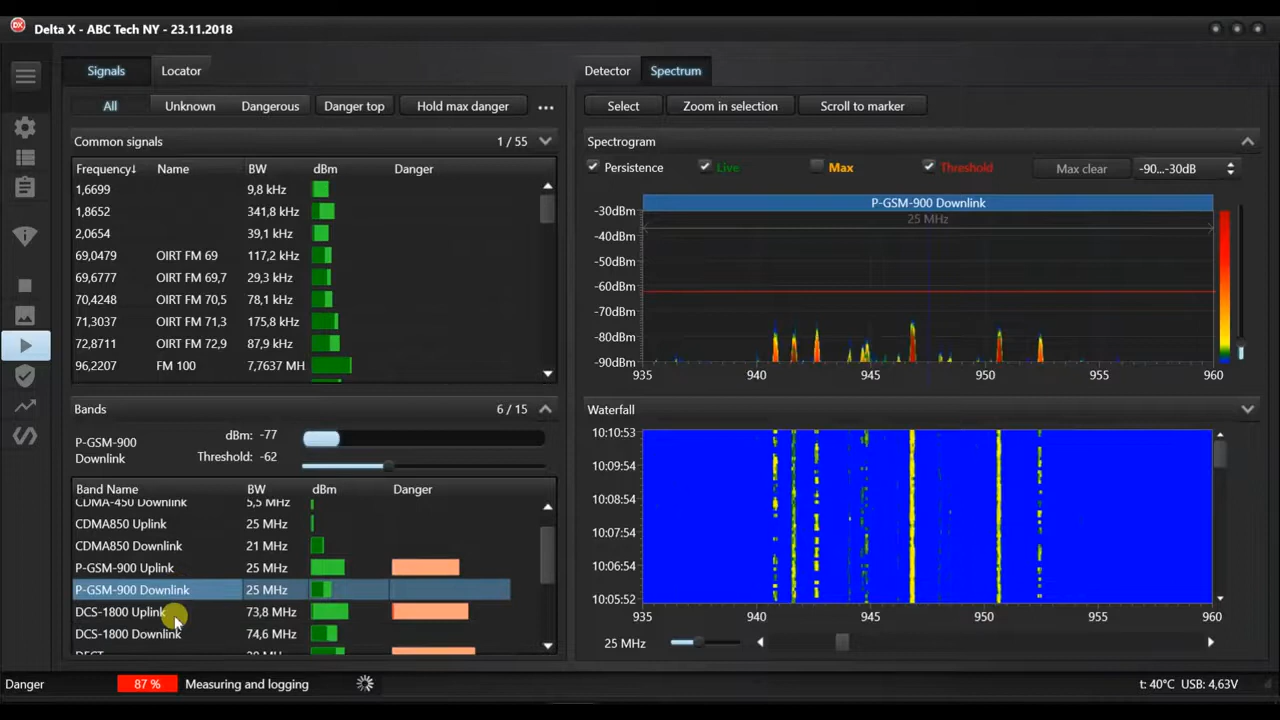 Delta X - ABC Tech NY - 23.11.2018
Signals Locator
All Unknown Dangerous Danger top Hold max danger ...
Common signals 1 / 55
Frequency↓ Name BW dBm Danger
1,6699 9,8 kHz
1,8652 341,8 kHz
2,0654 39,1 kHz
69,0479 OIRT FM 69 117,2 kHz
69,6777 OIRT FM 69,7 29,3 kHz
70,4248 OIRT FM 70,5 78,1 kHz
71,3037 OIRT FM 71,3 175,8 kHz
72,8711 OIRT FM 72,9 87,9 kHz
96,2207 FM 100 7,7637 MH
Bands 6 / 15
P-GSM-900 Downlink
dBm: -77
Threshold: -62
Band Name BW dBm Danger
CDMA-450 Downlink 5,5 MHz
CDMA850 Uplink 25 MHz
CDMA850 Downlink 21 MHz
P-GSM-900 Uplink 25 MHz
P-GSM-900 Downlink 25 MHz
DCS-1800 Uplink 73,8 MHz
DCS-1800 Downlink 74,6 MHz
DECT
Detector Spectrum
Select Zoom in selection Scroll to marker
Spectrogram
Persistence Live Max Threshold Max clear -90...-30dB
P-GSM-900 Downlink
25 MHz
-30dBm
-40dBm
-50dBm
-60dBm
-70dBm
-80dBm
-90dBm
935 940 945 950 955 960
Waterfall
10:10:53
10:09:54
10:08:54
10:07:54
10:06:54
10:05:52
935 940 945 950 955 960
25 MHz
Danger 87 % Measuring and logging t: 40°C USB: 4,63V